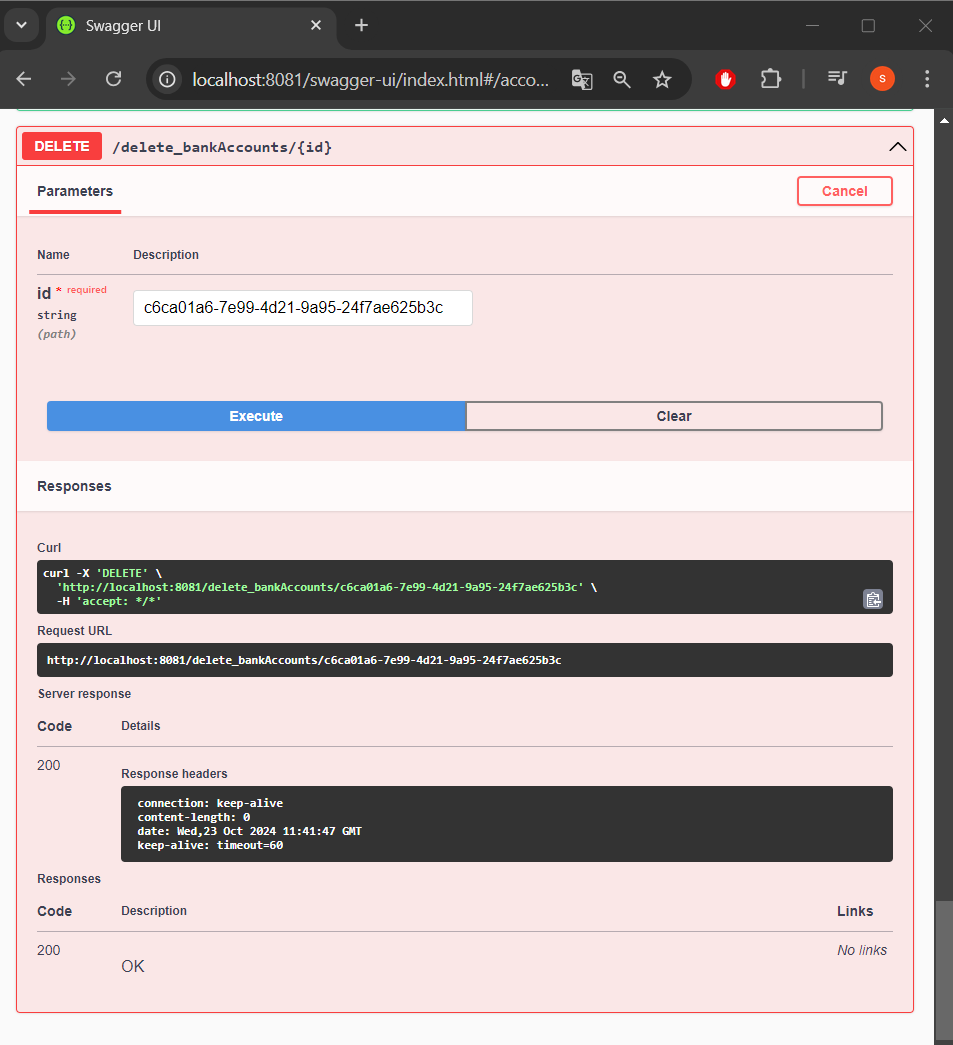 Swagger UI
localhost:8081/swagger-ui/index.html#/acco...
S
DELETE /delete_bankAccounts/{id}
Parameters
Cancel
Name Description
id * required
string
(path)
c6ca01a6-7e99-4d21-9a95-24f7ae625b3c
Execute Clear
Responses
Curl
curl -X 'DELETE' \
'http://localhost:8081/delete_bankAccounts/c6ca01a6-7e99-4d21-9a95-24f7ae625b3c' \
-H 'accept: */*'
Request URL
http://localhost:8081/delete_bankAccounts/c6ca01a6-7e99-4d21-9a95-24f7ae625b3c
Server response
Code Details
200
Response headers
connection: keep-alive
content-length: 0
date: Wed,23 Oct 2024 11:41:47 GMT
keep-alive: timeout=60
Responses
Code Description Links
200
OK
No links